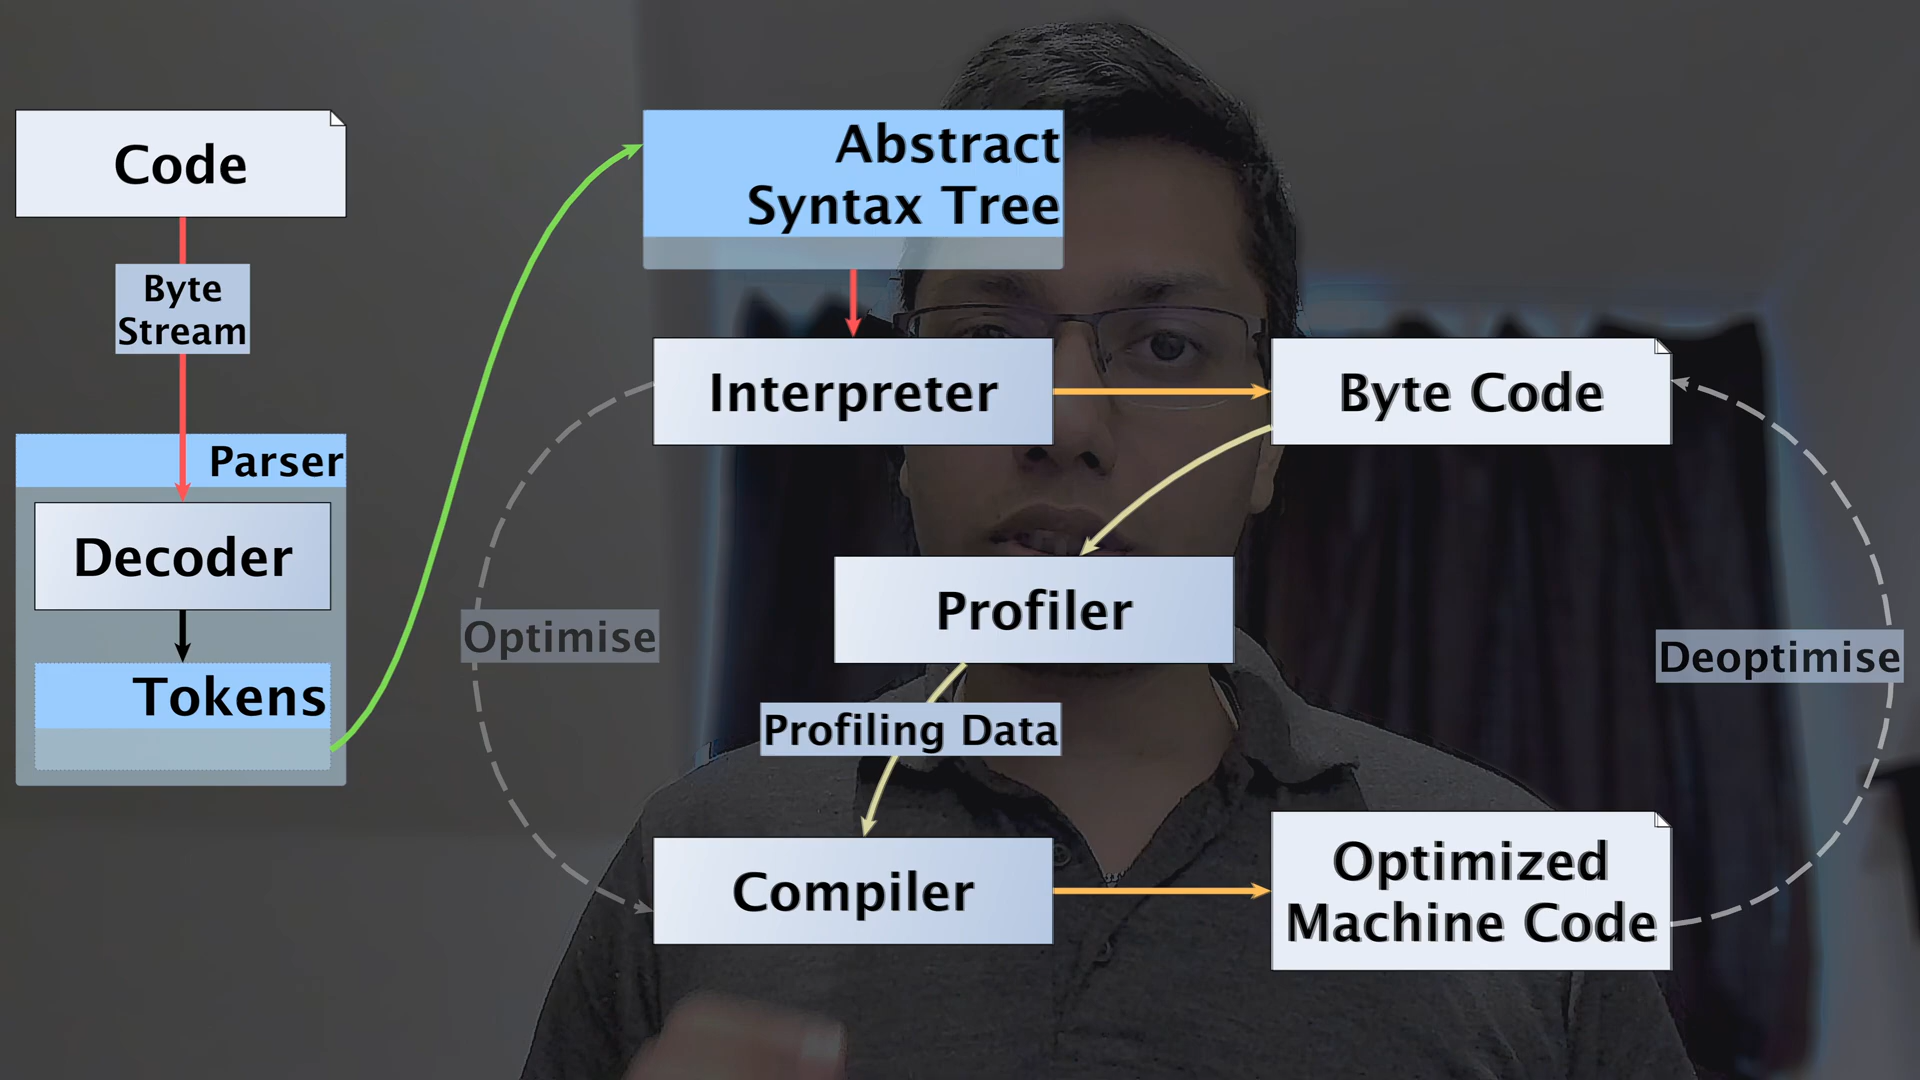 Code
Byte
Stream
Parser
Decoder
Tokens
Abstract
Syntax Tree
Interpreter
Byte Code
Profiler
Optimise
Deoptimise
Profiling Data
Compiler
Optimized
Machine Code